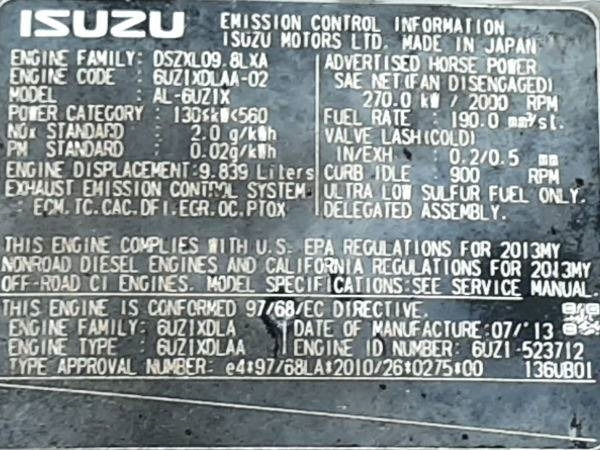 ISUZU
EMISSION CONTROL INFORMATION
ISUZU MOTORS LTD. MADE IN JAPAN
ENGINE FAMILY: DSZXL09.8LXA
ENGINE CODE : 6UZ1XDLAA-02
MODEL : AL-6UZ1X
POWER CATEGORY : 130≤kW<560
NOx STANDARD : 2.0 g/kWh
PM STANDARD : 0.02g/kWh
ENGINE DISPLACEMENT:9.839 Liters
EXHAUST EMISSION CONTROL SYSTEM
: ECM.TC.CAC.DFI.EGR.OC.PTOX
ADVERTISED HORSE POWER
SAE NET(FAN DISENGAGED)
270.0 kW / 2000 RPM
FUEL RATE : 190.0 mm³/st.
VALVE LASH(COLD)
IN/EXH : 0.2/0.5 mm
CURB IDLE : 900 RPM
ULTRA LOW SULFUR FUEL ONLY.
DELEGATED ASSEMBLY.
THIS ENGINE COMPLIES WITH U.S. EPA REGULATIONS FOR 2013MY
NONROAD DIESEL ENGINES AND CALIFORNIA REGULATIONS FOR 2013MY
OFF-ROAD CI ENGINES. MODEL SPECIFICATIONS:SEE SERVICE MANUAL.
THIS ENGINE IS CONFORMED 97/68/EC DIRECTIVE.
ENGINE FAMILY : 6UZ1XDLA DATE OF MANUFACTURE:07/'13
ENGINE TYPE : 6UZ1XDLAA ENGINE ID NUMBER: 6UZ1-523712
TYPE APPROVAL NUMBER: e4*97/68LA*2010/26*0275*00 136UB01